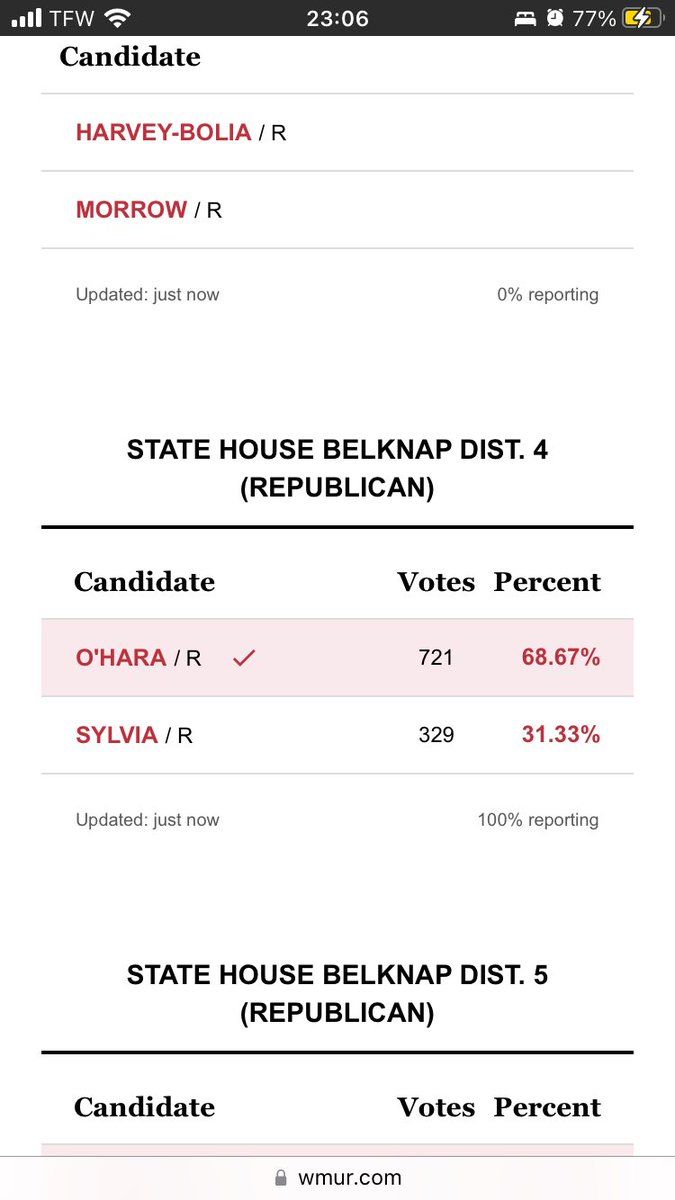 TFW 23:06 77%
Candidate
HARVEY-BOLIA / R
MORROW / R
Updated: just now 0% reporting
STATE HOUSE BELKNAP DIST. 4
(REPUBLICAN)
Candidate Votes Percent
O'HARA / R 721 68.67%
SYLVIA / R 329 31.33%
Updated: just now 100% reporting
STATE HOUSE BELKNAP DIST. 5
(REPUBLICAN)
Candidate Votes Percent
wmur.com